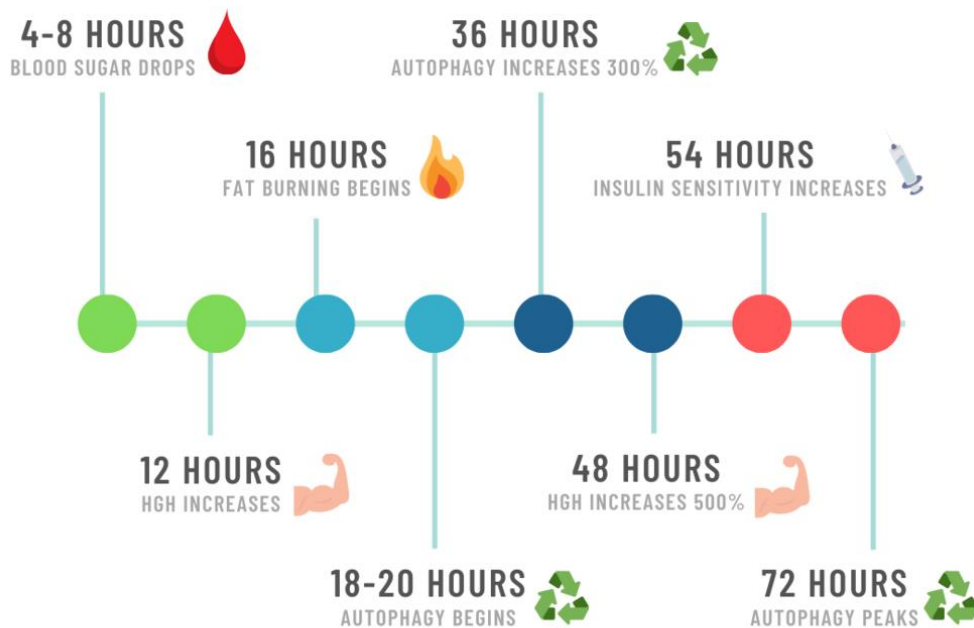 4-8 HOURS
BLOOD SUGAR DROPS
36 HOURS
AUTOPHAGY INCREASES 300%
16 HOURS
FAT BURNING BEGINS
54 HOURS
INSULIN SENSITIVITY INCREASES
12 HOURS
HGH INCREASES
48 HOURS
HGH INCREASES 500%
18-20 HOURS
AUTOPHAGY BEGINS
72 HOURS
AUTOPHAGY PEAKS